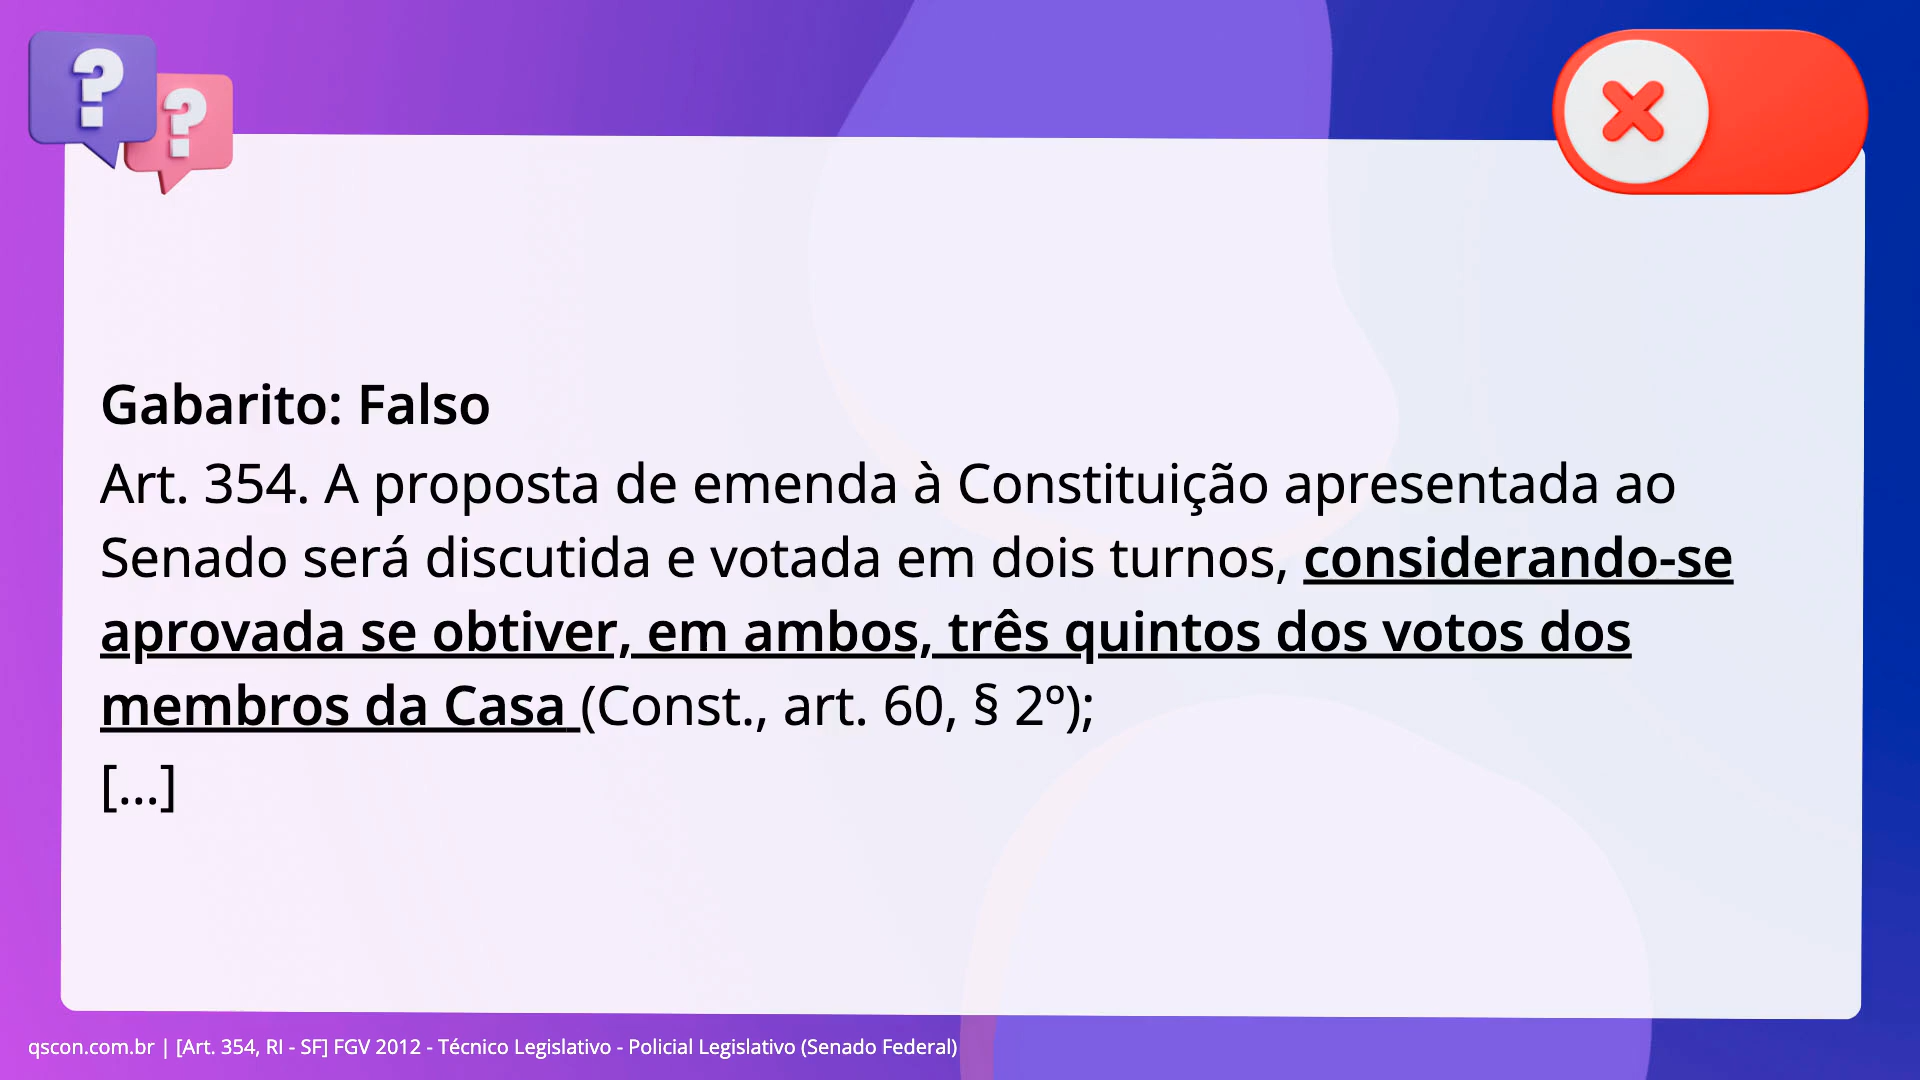 ?
?
Gabarito: Falso
Art. 354. A proposta de emenda à Constituição apresentada ao
Senado será discutida e votada em dois turnos, considerando-se
aprovada se obtiver, em ambos, três quintos dos votos dos
membros da Casa (Const., art. 60, § 2º);
[...]
qscon.com.br | [Art. 354, RI - SF] FGV 2012 - Técnico Legislativo - Policial Legislativo (Senado Federal)